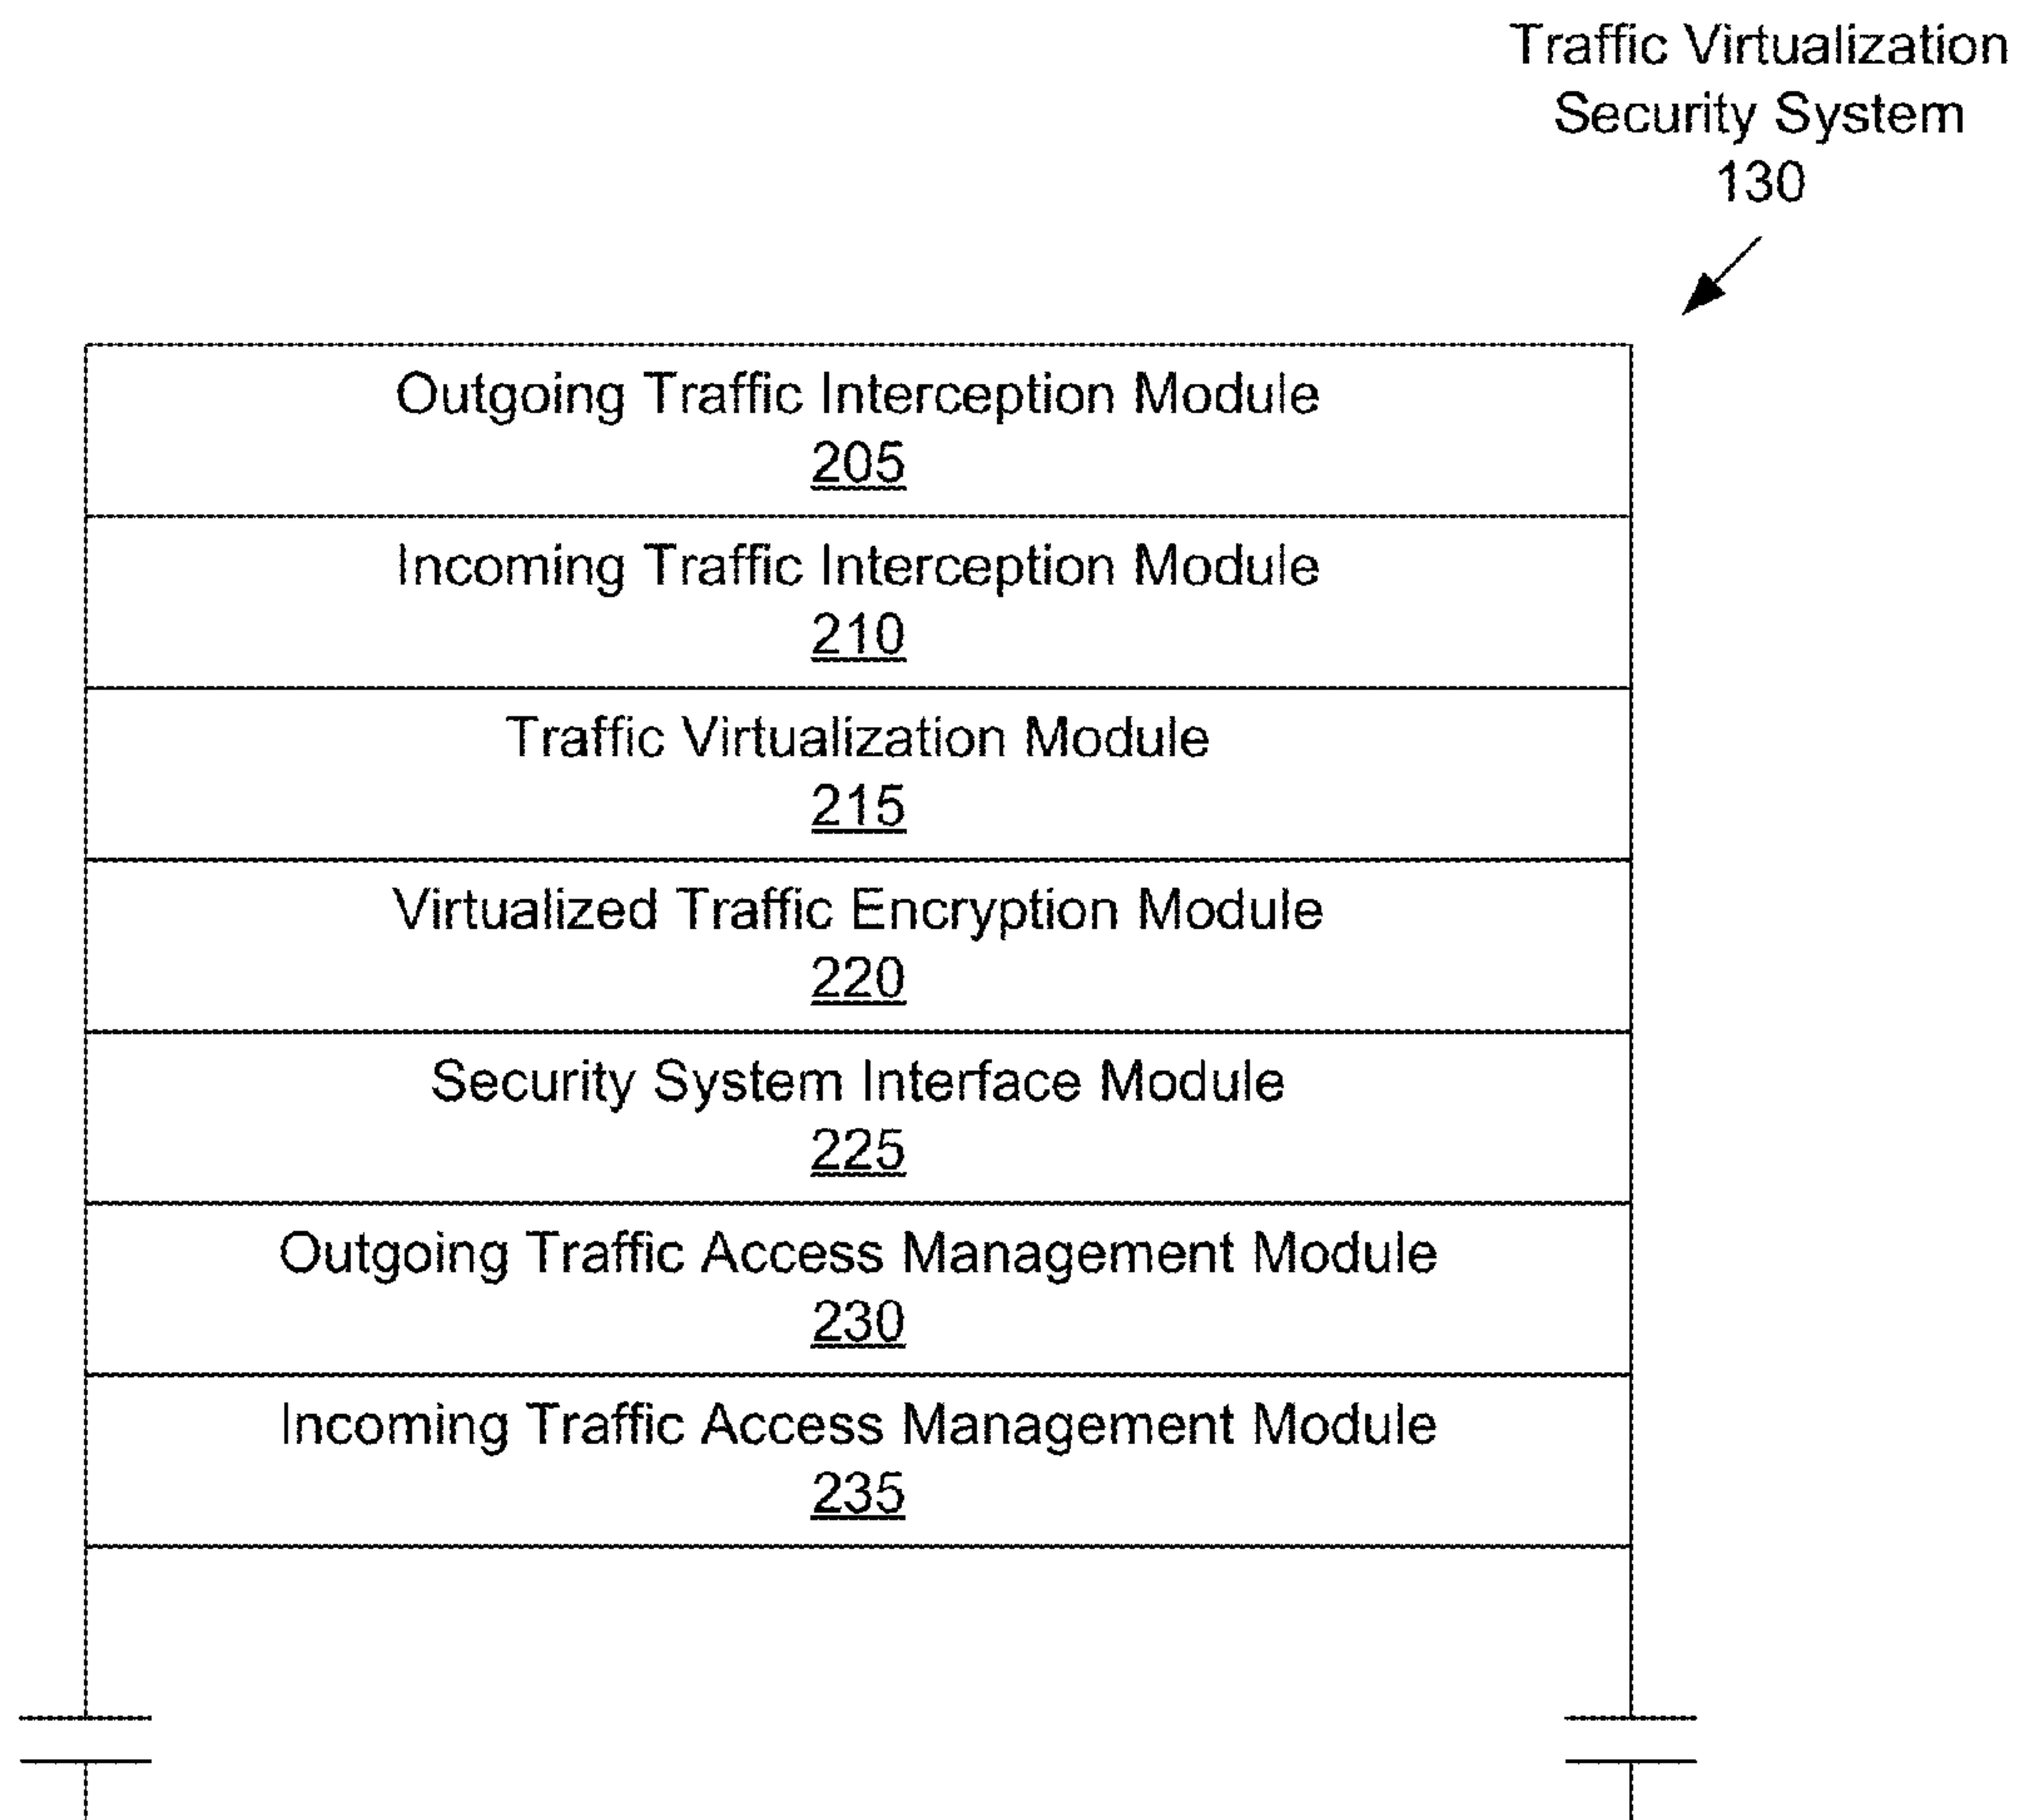 Traffic Virtualization
Security System
130
Outgoing Traffic Interception Module
205
Incoming Traffic Interception Module
210
Traffic Virtualization Module
215
Virtualized Traffic Encryption Module
220
Security System Interface Module
225
Outgoing Traffic Access Management Module
230
Incoming Traffic Access Management Module
235